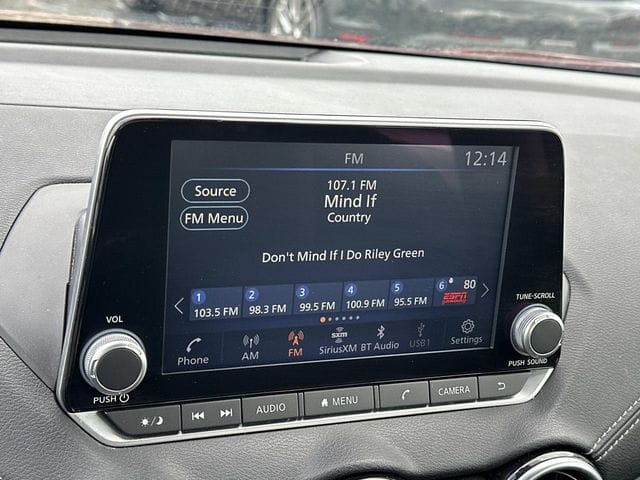 FM 12:14
Source
FM Menu
107.1 FM
Mind If
Country
Don't Mind If I Do Riley Green
1 2 3 4 5 6 80
103.5 FM 98.3 FM 99.5 FM 100.9 FM 95.5 FM ESPN
Phone AM FM SiriusXM BT Audio USB1 Settings
sxm
VOL
PUSH
TUNE·SCROLL
PUSH SOUND
AUDIO MENU CAMERA